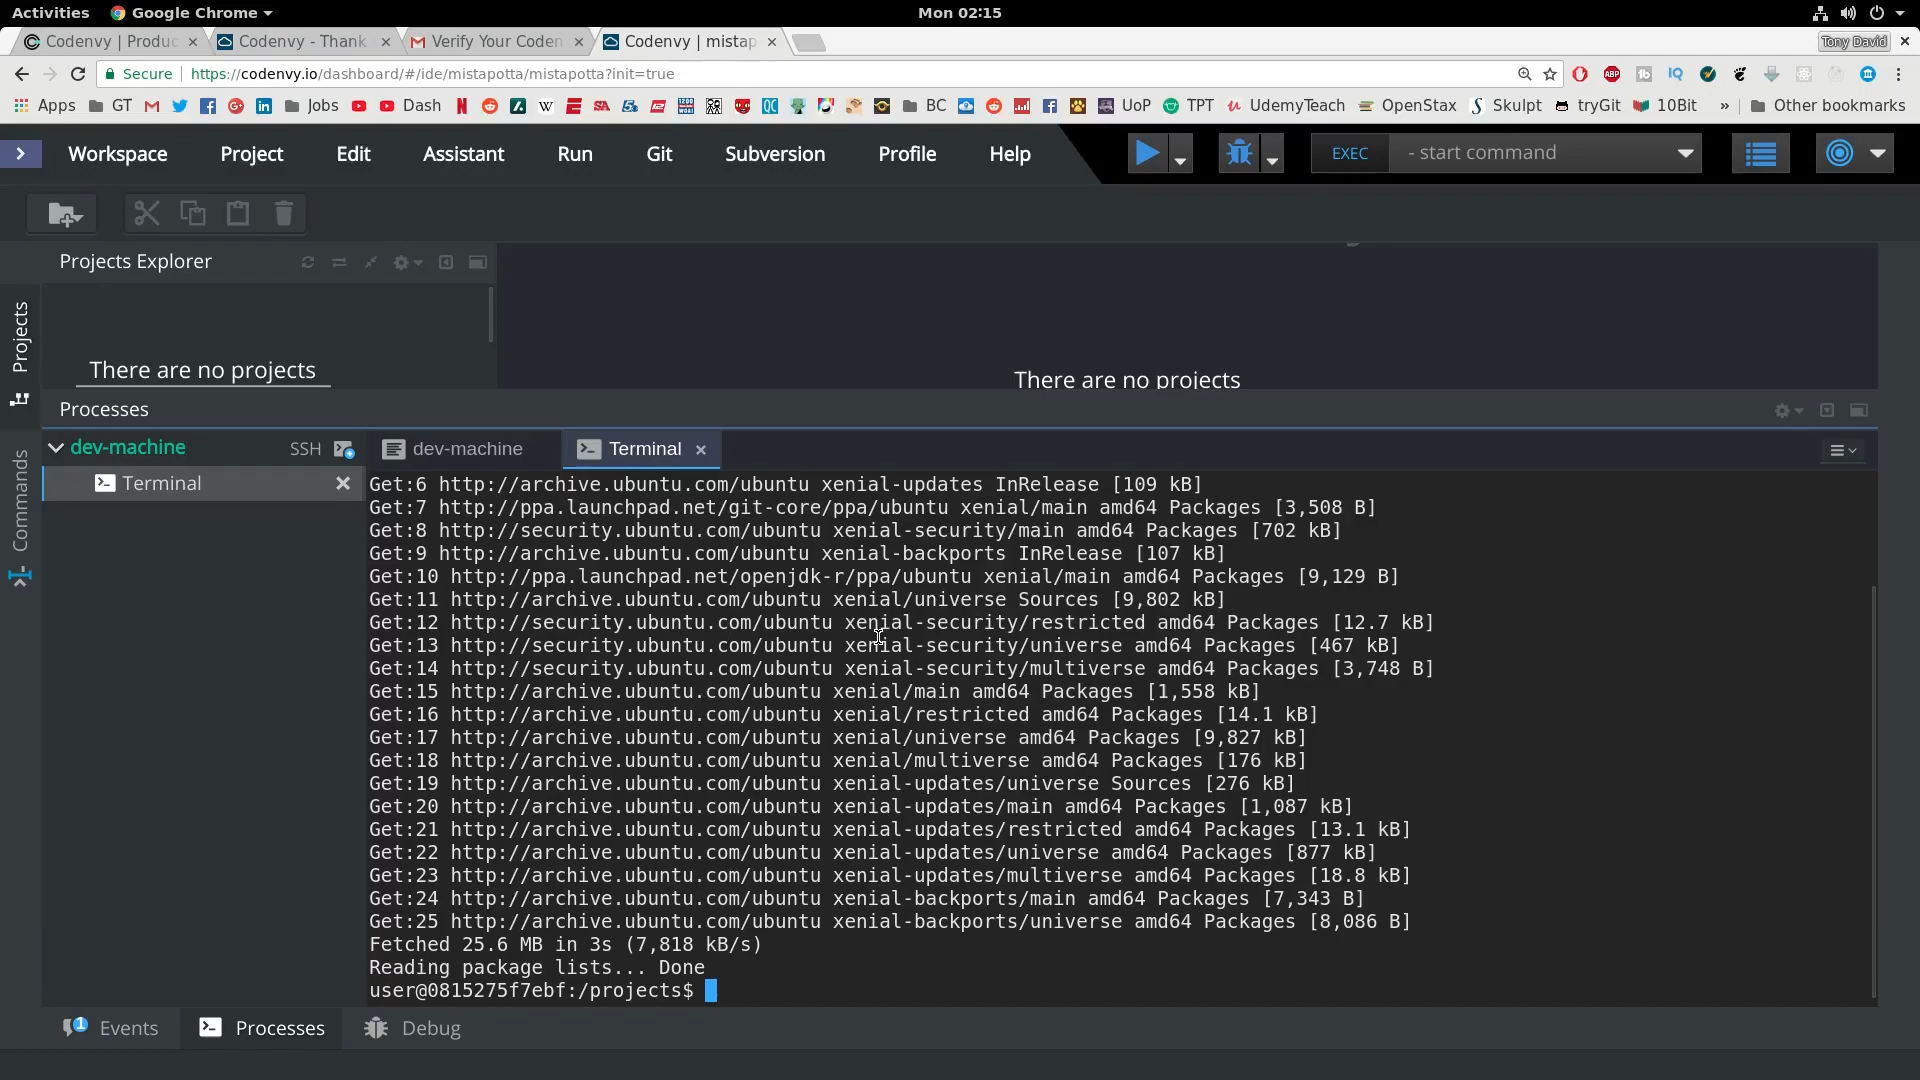 Activities Google Chrome Mon 02:15
Codenvy | Produc Codenvy - Thank Verify Your Coden Codenvy | mistap Tony David
Secure https://codenvy.io/dashboard/#/ide/mistapotta/mistapotta?init=true
Apps GT Jobs Dash BC UoP TPT UdemyTeach OpenStax Skulpt tryGit 10Bit » Other bookmarks
Workspace Project Edit Assistant Run Git Subversion Profile Help EXEC - start command
Projects Explorer
Projects
There are no projects
There are no projects
Processes
Commands
dev-machine SSH dev-machine Terminal
Terminal
Get:6 http://archive.ubuntu.com/ubuntu xenial-updates InRelease [109 kB]
Get:7 http://ppa.launchpad.net/git-core/ppa/ubuntu xenial/main amd64 Packages [3,508 B]
Get:8 http://security.ubuntu.com/ubuntu xenial-security/main amd64 Packages [702 kB]
Get:9 http://archive.ubuntu.com/ubuntu xenial-backports InRelease [107 kB]
Get:10 http://ppa.launchpad.net/openjdk-r/ppa/ubuntu xenial/main amd64 Packages [9,129 B]
Get:11 http://archive.ubuntu.com/ubuntu xenial/universe Sources [9,802 kB]
Get:12 http://security.ubuntu.com/ubuntu xenial-security/restricted amd64 Packages [12.7 kB]
Get:13 http://security.ubuntu.com/ubuntu xenial-security/universe amd64 Packages [467 kB]
Get:14 http://security.ubuntu.com/ubuntu xenial-security/multiverse amd64 Packages [3,748 B]
Get:15 http://archive.ubuntu.com/ubuntu xenial/main amd64 Packages [1,558 kB]
Get:16 http://archive.ubuntu.com/ubuntu xenial/restricted amd64 Packages [14.1 kB]
Get:17 http://archive.ubuntu.com/ubuntu xenial/universe amd64 Packages [9,827 kB]
Get:18 http://archive.ubuntu.com/ubuntu xenial/multiverse amd64 Packages [176 kB]
Get:19 http://archive.ubuntu.com/ubuntu xenial-updates/universe Sources [276 kB]
Get:20 http://archive.ubuntu.com/ubuntu xenial-updates/main amd64 Packages [1,087 kB]
Get:21 http://archive.ubuntu.com/ubuntu xenial-updates/restricted amd64 Packages [13.1 kB]
Get:22 http://archive.ubuntu.com/ubuntu xenial-updates/universe amd64 Packages [877 kB]
Get:23 http://archive.ubuntu.com/ubuntu xenial-updates/multiverse amd64 Packages [18.8 kB]
Get:24 http://archive.ubuntu.com/ubuntu xenial-backports/main amd64 Packages [7,343 B]
Get:25 http://archive.ubuntu.com/ubuntu xenial-backports/universe amd64 Packages [8,086 B]
Fetched 25.6 MB in 3s (7,818 kB/s)
Reading package lists... Done
user@0815275f7ebf:/projects$
1 Events Processes Debug